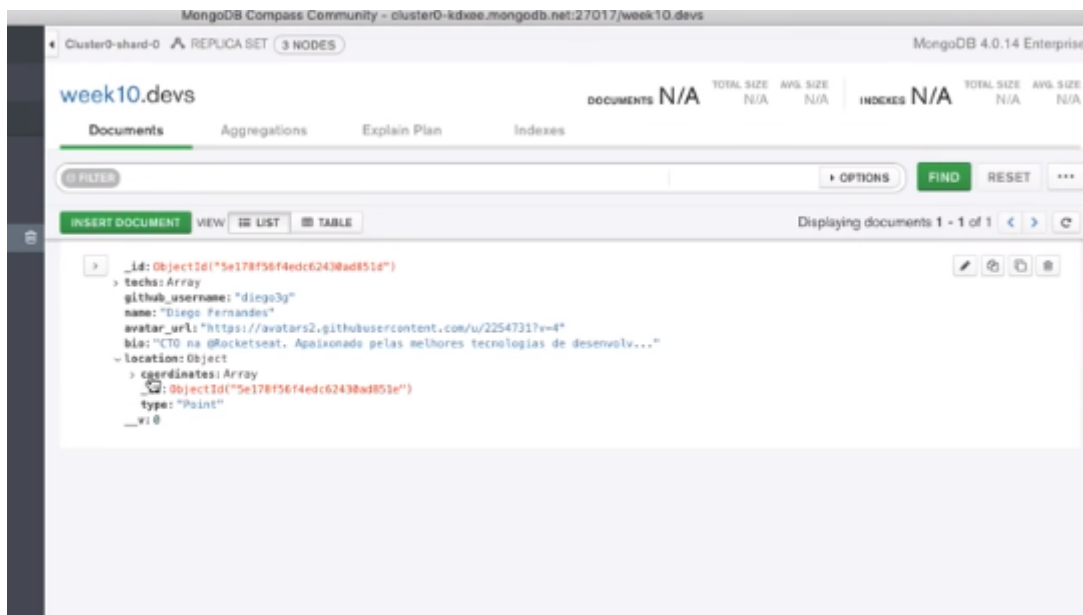 MongoDB Compass Community - cluster0-kdxee.mongodb.net:27017/week10.devs
Cluster0-shard-0 REPLICA SET 3 NODES MongoDB 4.0.14 Enterprise
week10.devs DOCUMENTS N/A TOTAL SIZE N/A AVG. SIZE N/A INDEXES N/A TOTAL SIZE N/A AVG. SIZE N/A
Documents Aggregations Explain Plan Indexes
FILTER OPTIONS FIND RESET ...
INSERT DOCUMENT VIEW LIST TABLE Displaying documents 1 - 1 of 1
_id: ObjectId("5e178f56f4edc62430ad851d")
techs: Array
github_username: "diego3g"
name: "Diego Fernandes"
avatar_url: "https://avatars2.githubusercontent.com/u/2254731?v=4"
bio: "CTO na @Rocketseat. Apaixonado pelas melhores tecnologias de desenvolv..."
location: Object
coordinates: Array
ObjectId("5e178f56f4edc62430ad851e")
type: "Point"
__v: 0